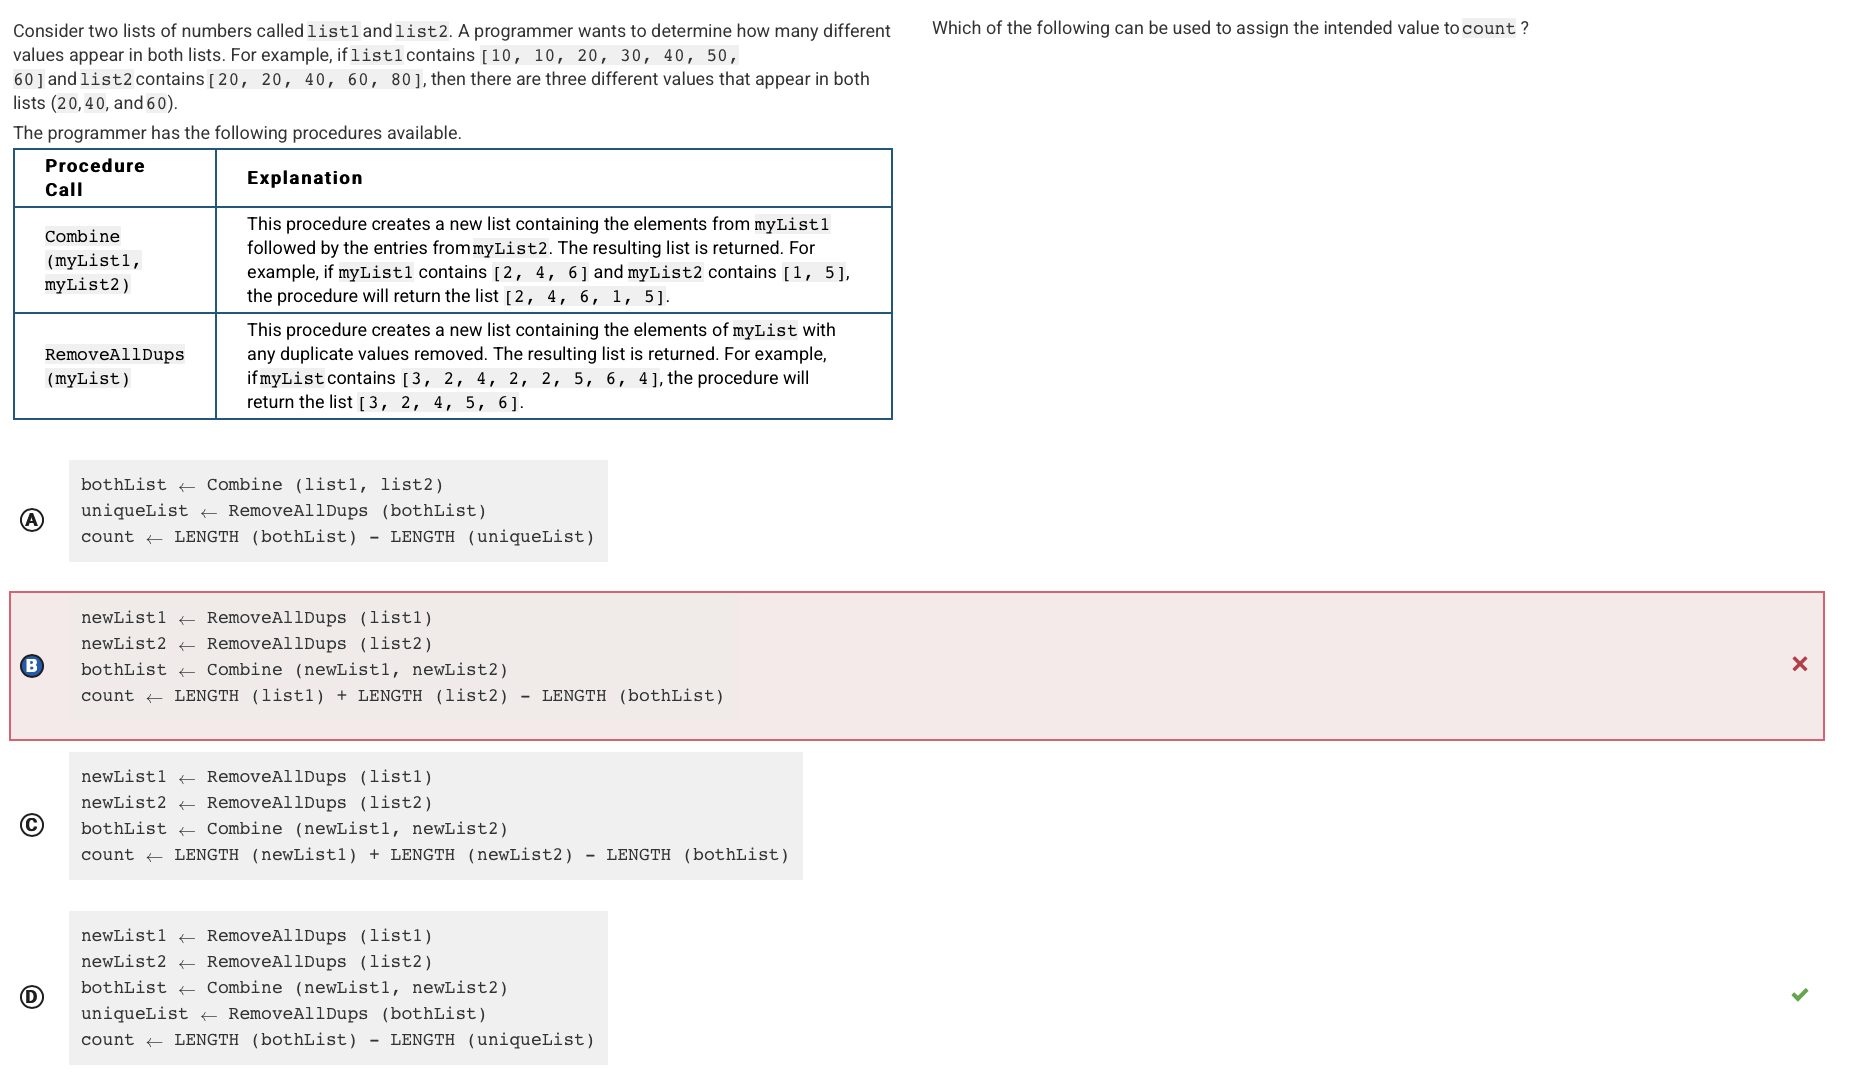 Consider two lists of numbers called list1 and list2. A programmer wants to determine how many different
values appear in both lists. For example, if list1 contains [10, 10, 20, 30, 40, 50,
60] and list2 contains [20, 20, 40, 60, 80], then there are three different values that appear in both
lists (20, 40, and 60).
The programmer has the following procedures available.
Procedure
Call
Explanation
Combine
(myList1,
myList2)
This procedure creates a new list containing the elements from myList1
followed by the entries from myList2. The resulting list is returned. For
example, if myList1 contains [2, 4, 6] and myList2 contains [1, 5],
the procedure will return the list [2, 4, 6, 1, 5].
RemoveAllDups
(myList)
This procedure creates a new list containing the elements of myList with
any duplicate values removed. The resulting list is returned. For example,
if myList contains [3, 2, 4, 2, 2, 5, 6, 4], the procedure will
return the list [3, 2, 4, 5, 6].
Which of the following can be used to assign the intended value to count ?
A
bothList ← Combine (list1, list2)
uniqueList ← RemoveAllDups (bothList)
count ← LENGTH (bothList) - LENGTH (uniqueList)
B
newList1 ← RemoveAllDups (list1)
newList2 ← RemoveAllDups (list2)
bothList ← Combine (newList1, newList2)
count ← LENGTH (list1) + LENGTH (list2) - LENGTH (bothList)
C
newList1 ← RemoveAllDups (list1)
newList2 ← RemoveAllDups (list2)
bothList ← Combine (newList1, newList2)
count ← LENGTH (newList1) + LENGTH (newList2) - LENGTH (bothList)
D
newList1 ← RemoveAllDups (list1)
newList2 ← RemoveAllDups (list2)
bothList ← Combine (newList1, newList2)
uniqueList ← RemoveAllDups (bothList)
count ← LENGTH (bothList) - LENGTH (uniqueList)